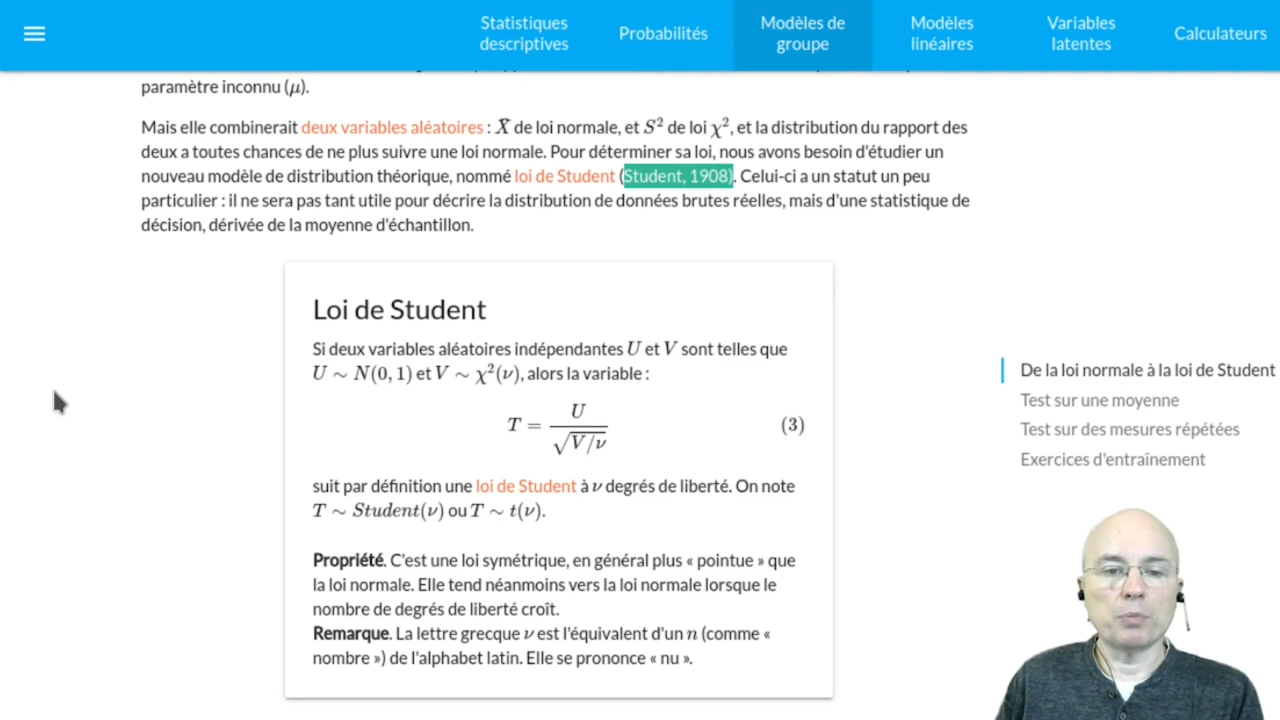 Statistiques descriptives
Probabilités
Modèles de groupe
Modèles linéaires
Variables latentes
Calculateurs
paramètre inconnu (μ).
Mais elle combinerait deux variables aléatoires : X̄ de loi normale, et S² de loi χ², et la distribution du rapport des
deux a toutes chances de ne plus suivre une loi normale. Pour déterminer sa loi, nous avons besoin d'étudier un
nouveau modèle de distribution théorique, nommé loi de Student (Student, 1908). Celui-ci a un statut un peu
particulier : il ne sera pas tant utile pour décrire la distribution de données brutes réelles, mais d'une statistique de
décision, dérivée de la moyenne d'échantillon.
Loi de Student
Si deux variables aléatoires indépendantes U et V sont telles que
U ∼ N(0, 1) et V ∼ χ²(ν), alors la variable :
T = U / √(V/ν) (3)
suit par définition une loi de Student à ν degrés de liberté. On note
T ∼ Student(ν) ou T ∼ t(ν).
Propriété. C'est une loi symétrique, en général plus « pointue » que
la loi normale. Elle tend néanmoins vers la loi normale lorsque le
nombre de degrés de liberté croît.
Remarque. La lettre grecque ν est l'équivalent d'un n (comme «
nombre ») de l'alphabet latin. Elle se prononce « nu ».
De la loi normale à la loi de Student
Test sur une moyenne
Test sur des mesures répétées
Exercices d'entraînement